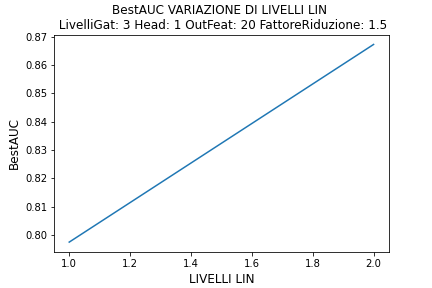 BestAUC VARIAZIONE DI LIVELLI LIN
LivelliGat: 3 Head: 1 OutFeat: 20 FattoreRiduzione: 1.5
0.87
0.86
0.85
0.84
0.83
0.82
0.81
0.80
BestAUC
1.0 1.2 1.4 1.6 1.8 2.0
LIVELLI LIN